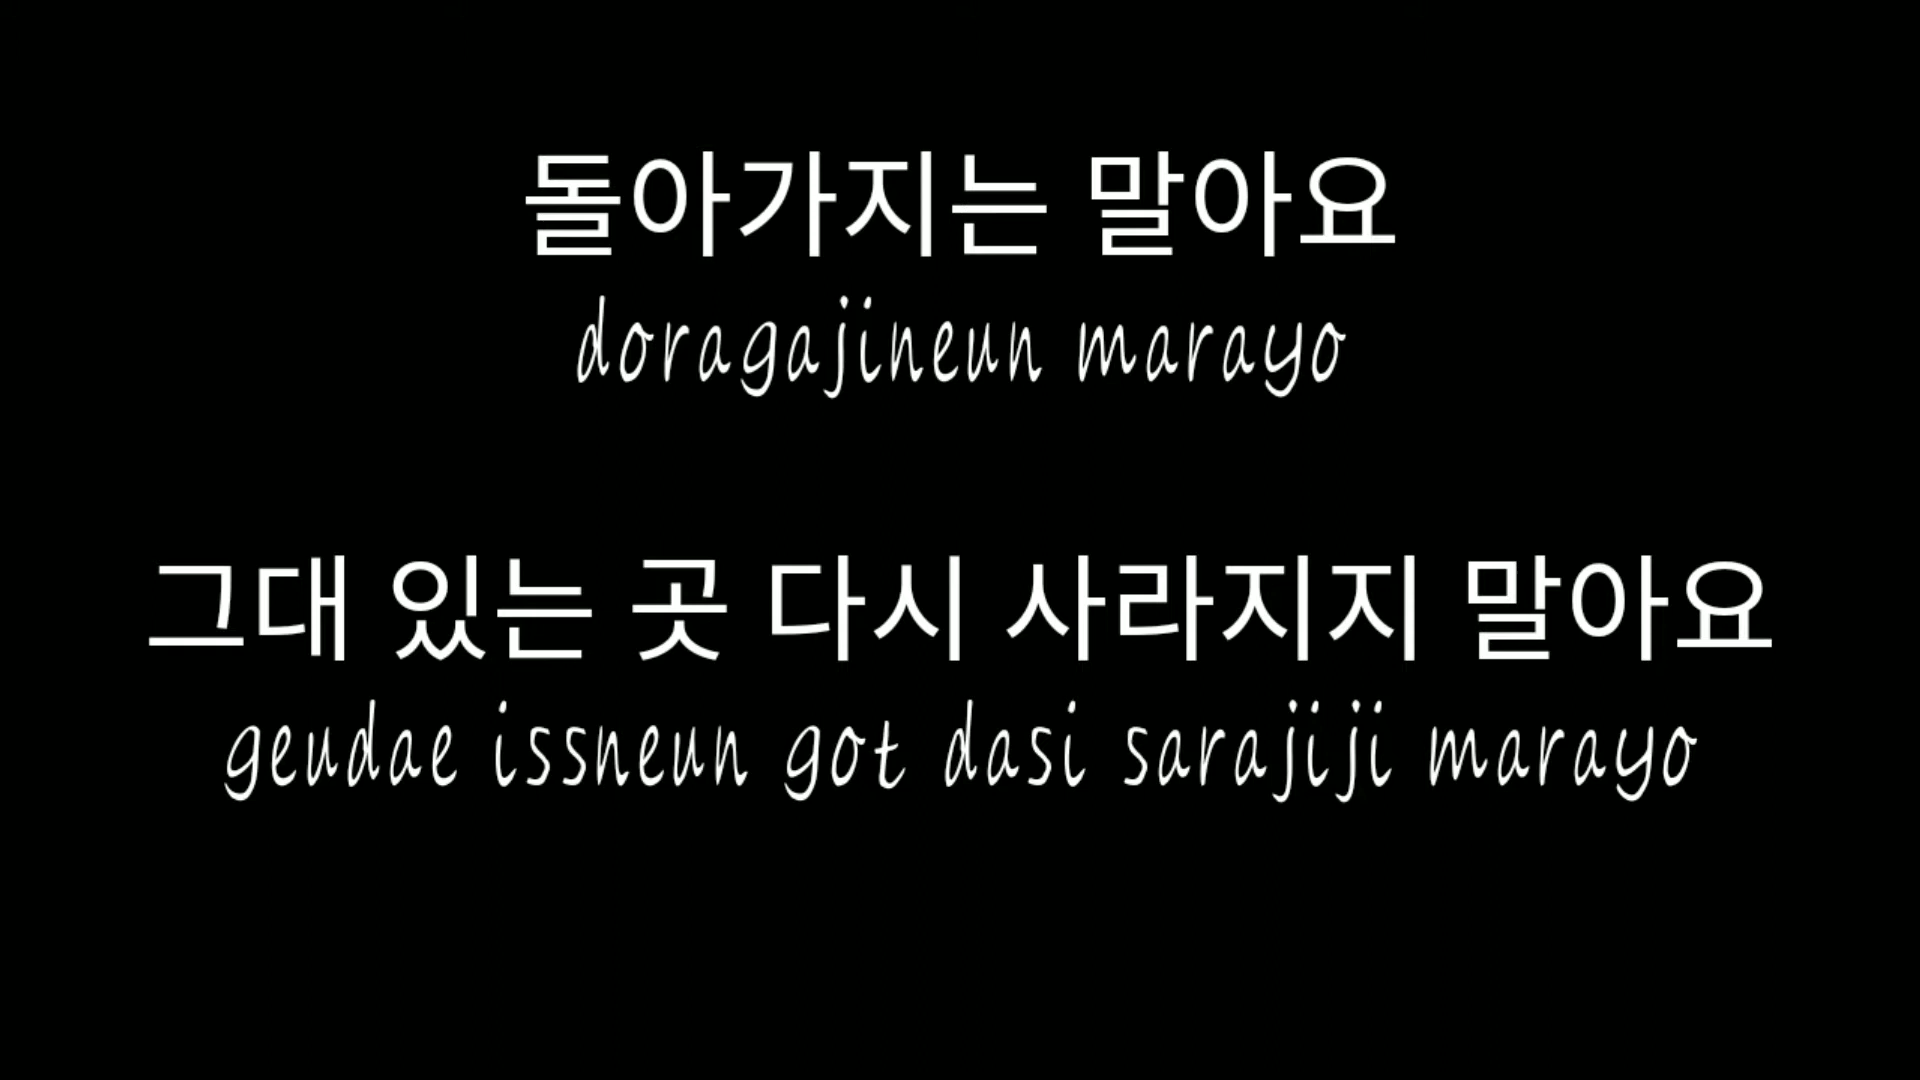 돌아가지는 말아요
doragajineun marayo
그대 있는 곳 다시 사라지지 말아요
geudae issneun got dasi sarajiji marayo